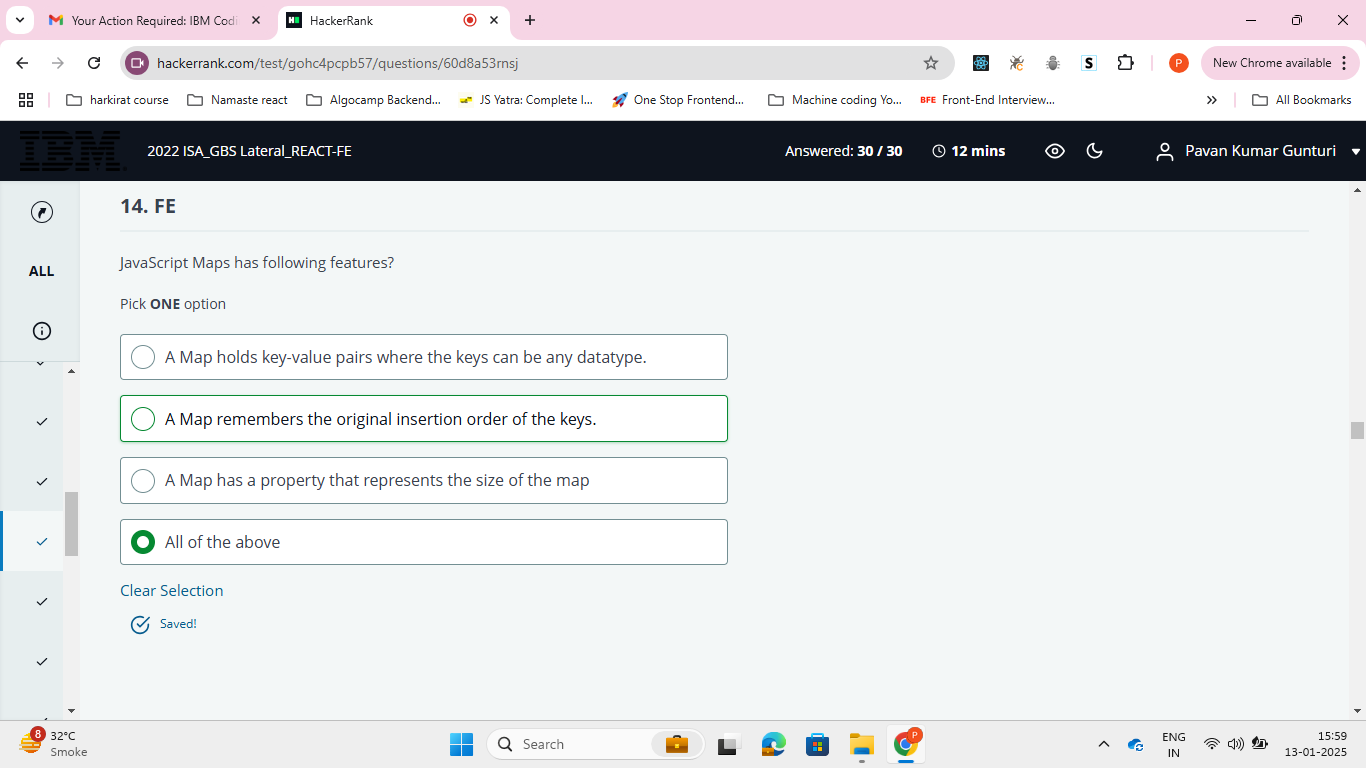 Your Action Required: IBM Codi
HackerRank
hackerrank.com/test/gohc4pcpb57/questions/60d8a53rnsj
S
P
New Chrome available
harkirat course
Namaste react
Algocamp Backend...
JS Yatra: Complete I...
One Stop Frontend...
Machine coding Yo...
BFE
Front-End Interview...
All Bookmarks
IBM
2022 ISA_GBS Lateral_REACT-FE
Answered: 30 / 30
12 mins
Pavan Kumar Gunturi
ALL
14. FE
JavaScript Maps has following features?
Pick ONE option
A Map holds key-value pairs where the keys can be any datatype.
A Map remembers the original insertion order of the keys.
A Map has a property that represents the size of the map
All of the above
Clear Selection
Saved!
8
32°C
Smoke
Search
P
ENG
IN
15:59
13-01-2025